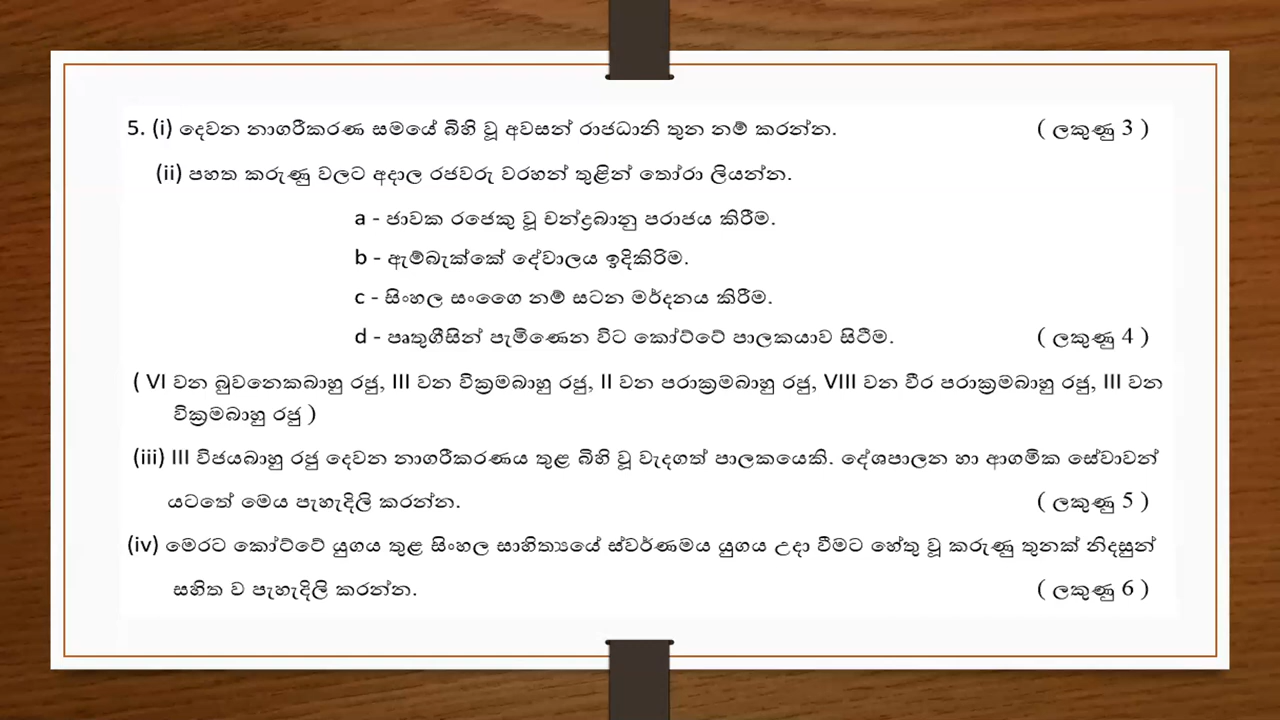 5. (i) දෙවන නාගරීකරණ සමයේ බිහි වූ අවසන් රාජධානි තුන නම් කරන්න. ( ලකුණු 3 )
(ii) පහත කරුණු වලට අදාල රජවරු වරහන් තුළින් තෝරා ලියන්න.
a - ජාවක රජෙකු වූ චන්ද්‍රබානු පරාජය කිරීම.
b - ඇම්බැක්කේ දේවාලය ඉදිකිරිම.
c - සිංහල සංගෛ නම් සටන මර්දනය කිරීම.
d - පෘතුගීසින් පැමිණෙන විට කෝට්ටේ පාලකයාව සිටීම. ( ලකුණු 4 )
( VI වන බුවනෙකබාහු රජු, III වන වික්‍රමබාහු රජු, II වන පරාක්‍රමබාහු රජු, VIII වන වීර පරාක්‍රමබාහු රජු, III වන
වික්‍රමබාහු රජු )
(iii) III විජයබාහු රජු දෙවන නාගරීකරණය තුළ බිහි වූ වැදගත් පාලකයෙකි. දේශපාලන හා ආගමික සේවාවන්
යටතේ මෙය පැහැදිලි කරන්න. ( ලකුණු 5 )
(iv) මෙරට කෝට්ටේ යුගය තුළ සිංහල සාහිත්‍යයේ ස්වර්ණමය යුගය උදා වීමට හේතු වූ කරුණු තුනක් නිදසුන්
සහිත ව පැහැදිලි කරන්න. ( ලකුණු 6 )